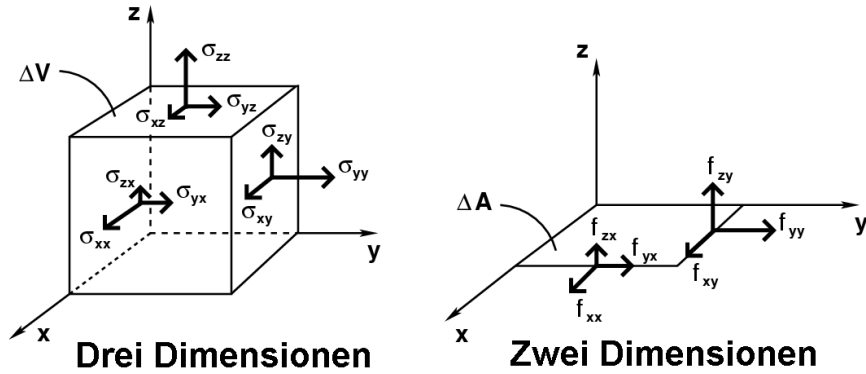 z
σzz
ΔV
σyz
σxz
σzy
σyy
σzx
σyx
σxy
σxx
y
x
Drei Dimensionen
z
fzy
ΔA
fzx
fyy
y
fyx
fxy
fxx
x
Zwei Dimensionen